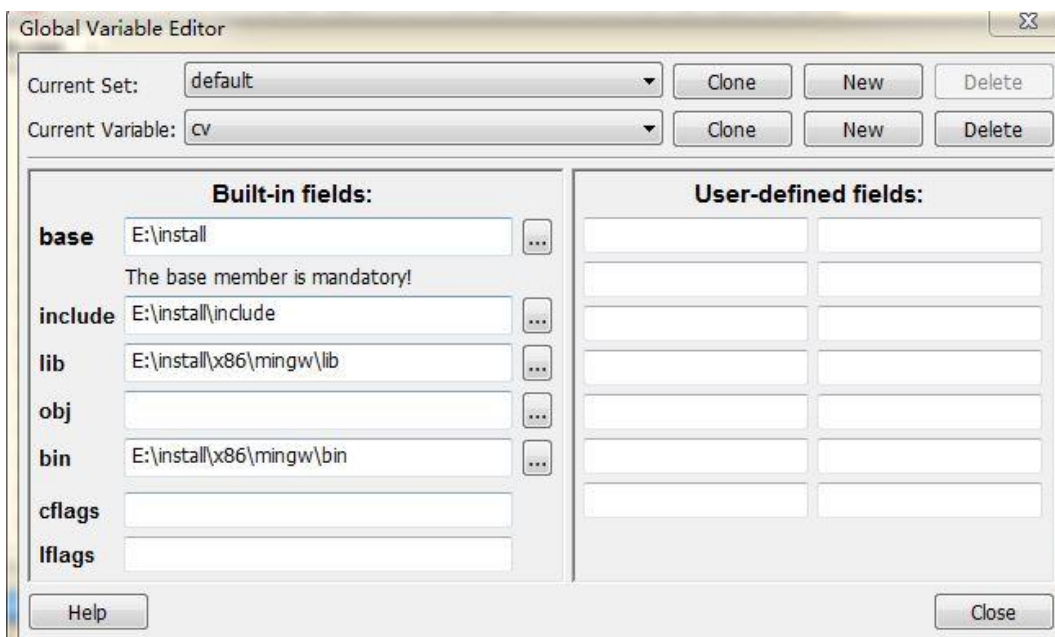 Global Variable Editor
Current Set: default Clone New Delete
Current Variable: cv Clone New Delete
Built-in fields:
base E:\install ...
The base member is mandatory!
include E:\install\include ...
lib E:\install\x86\mingw\lib ...
obj ...
bin E:\install\x86\mingw\bin ...
cflags
lflags
User-defined fields:
Help Close